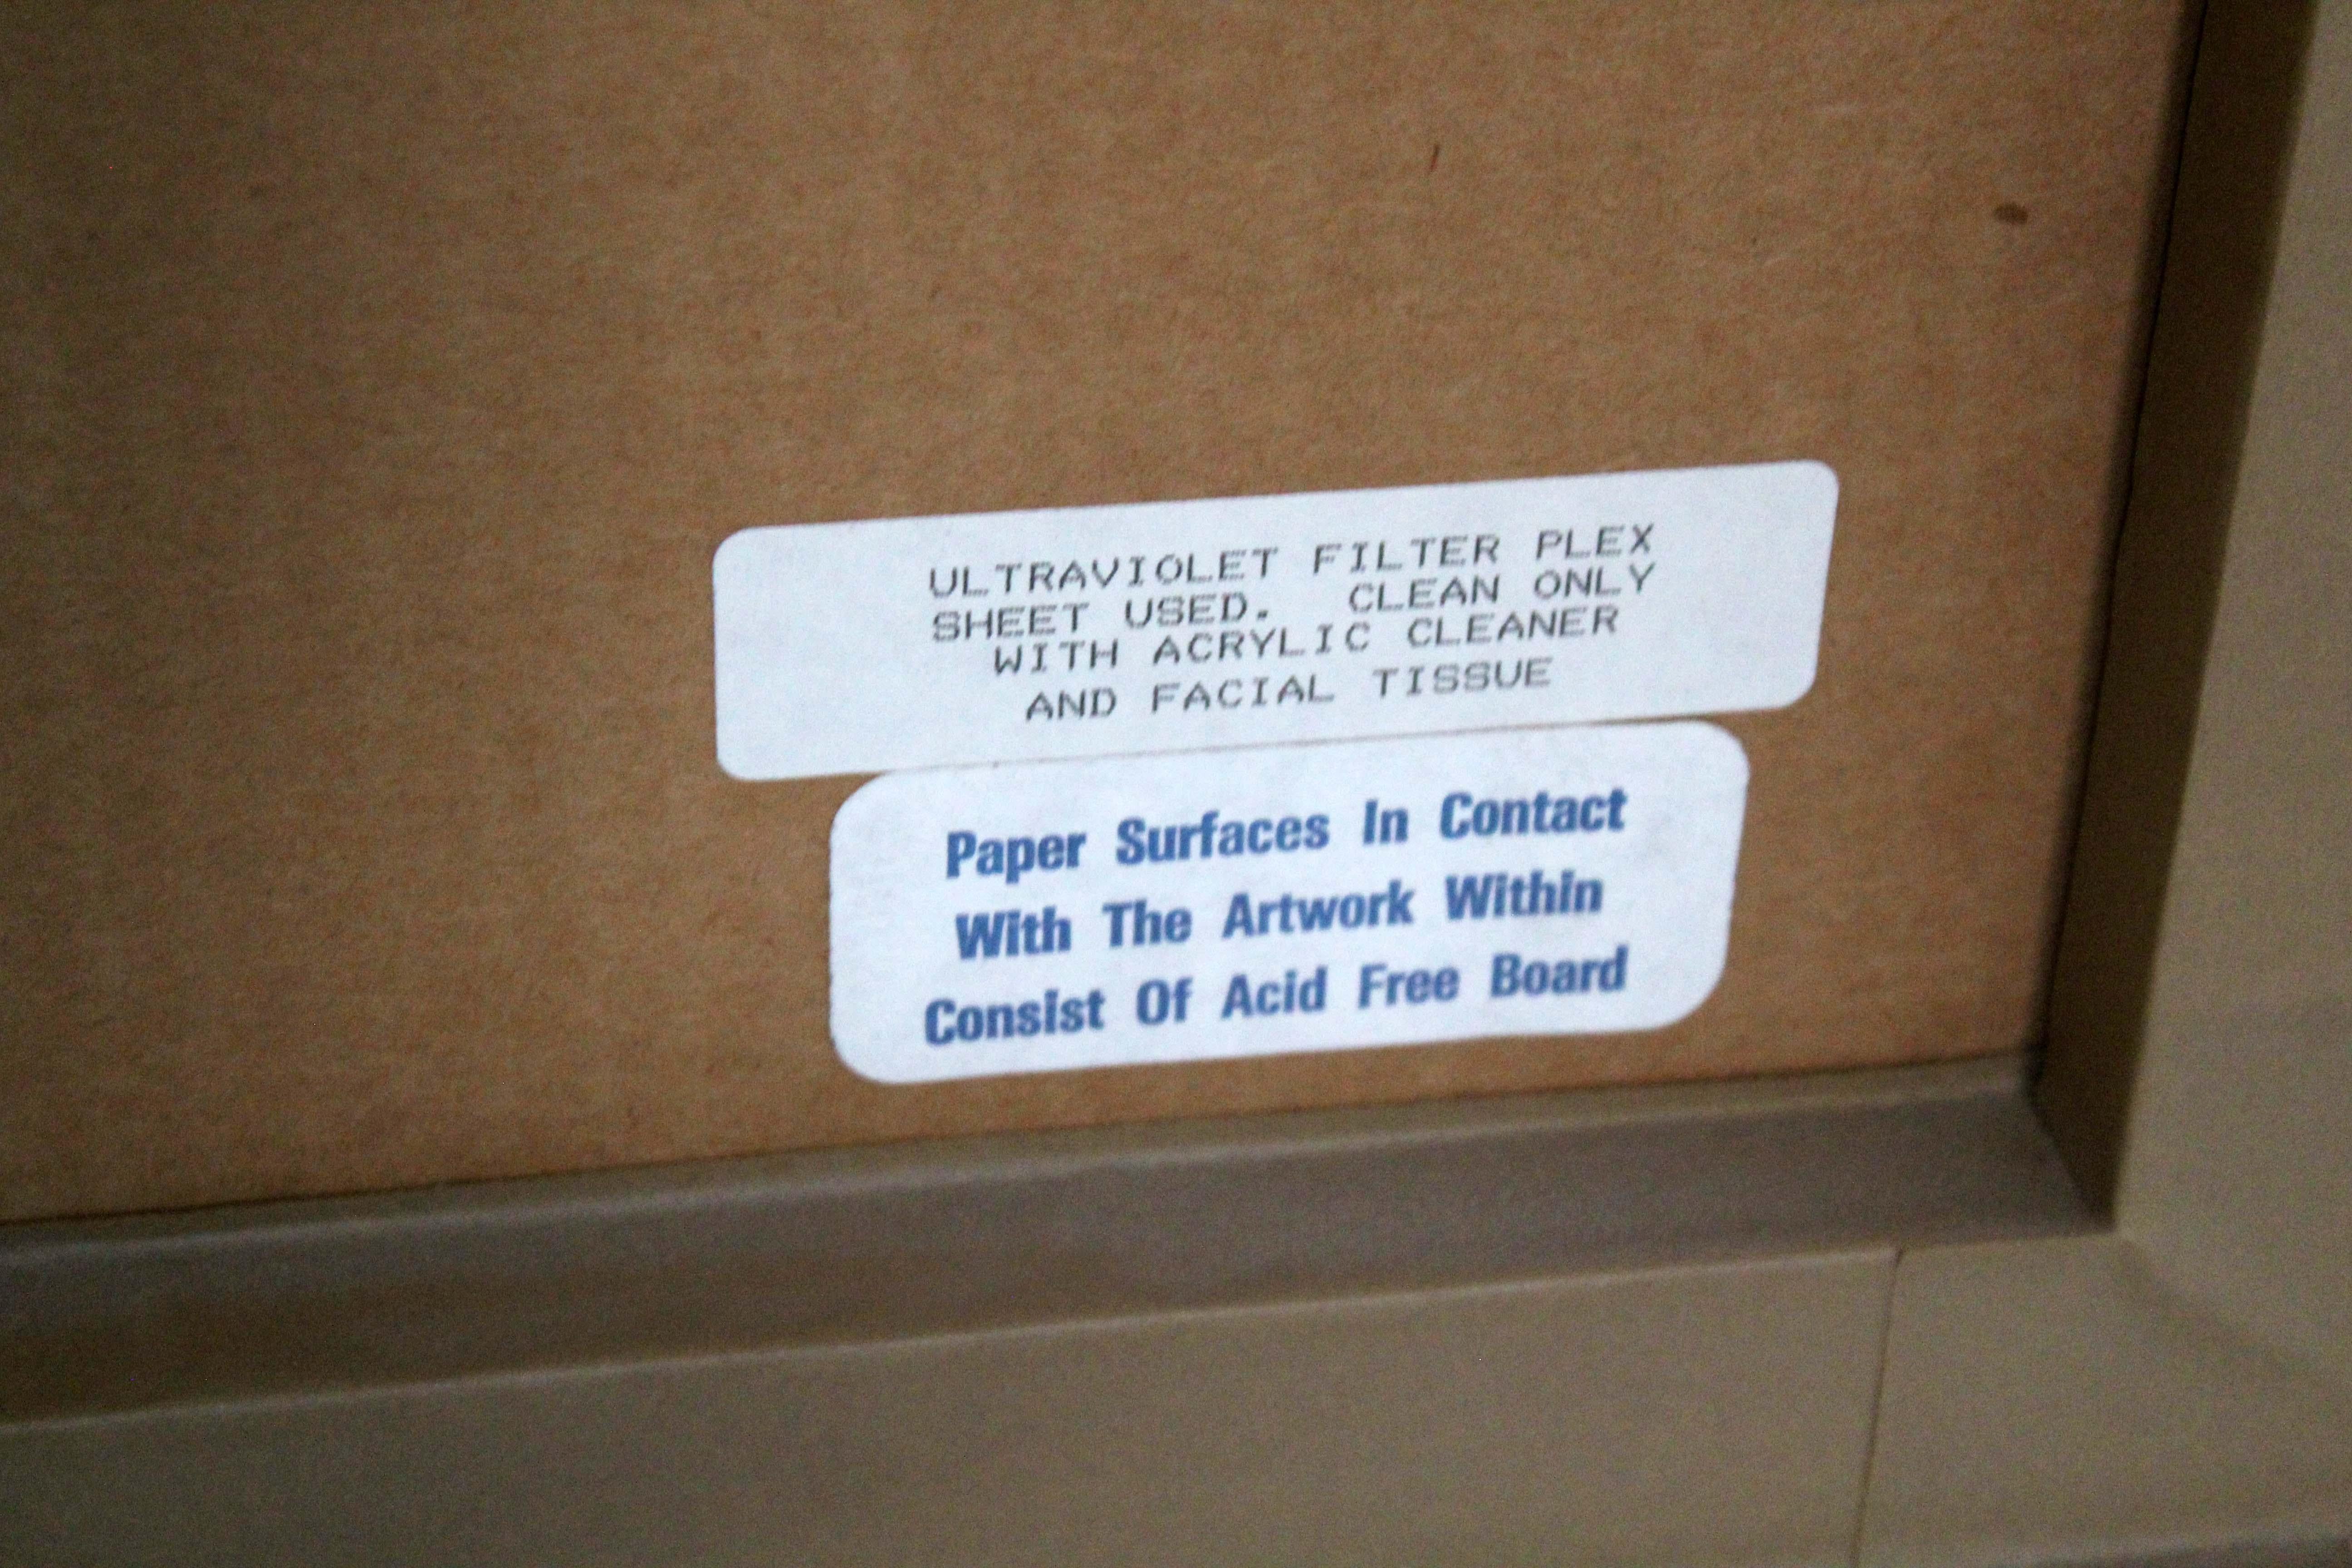 ULTRAVIOLET FILTER PLEX
SHEET USED. CLEAN ONLY
WITH ACRYLIC CLEANER
AND FACIAL TISSUE
Paper Surfaces In Contact
With The Artwork Within
Consist Of Acid Free Board